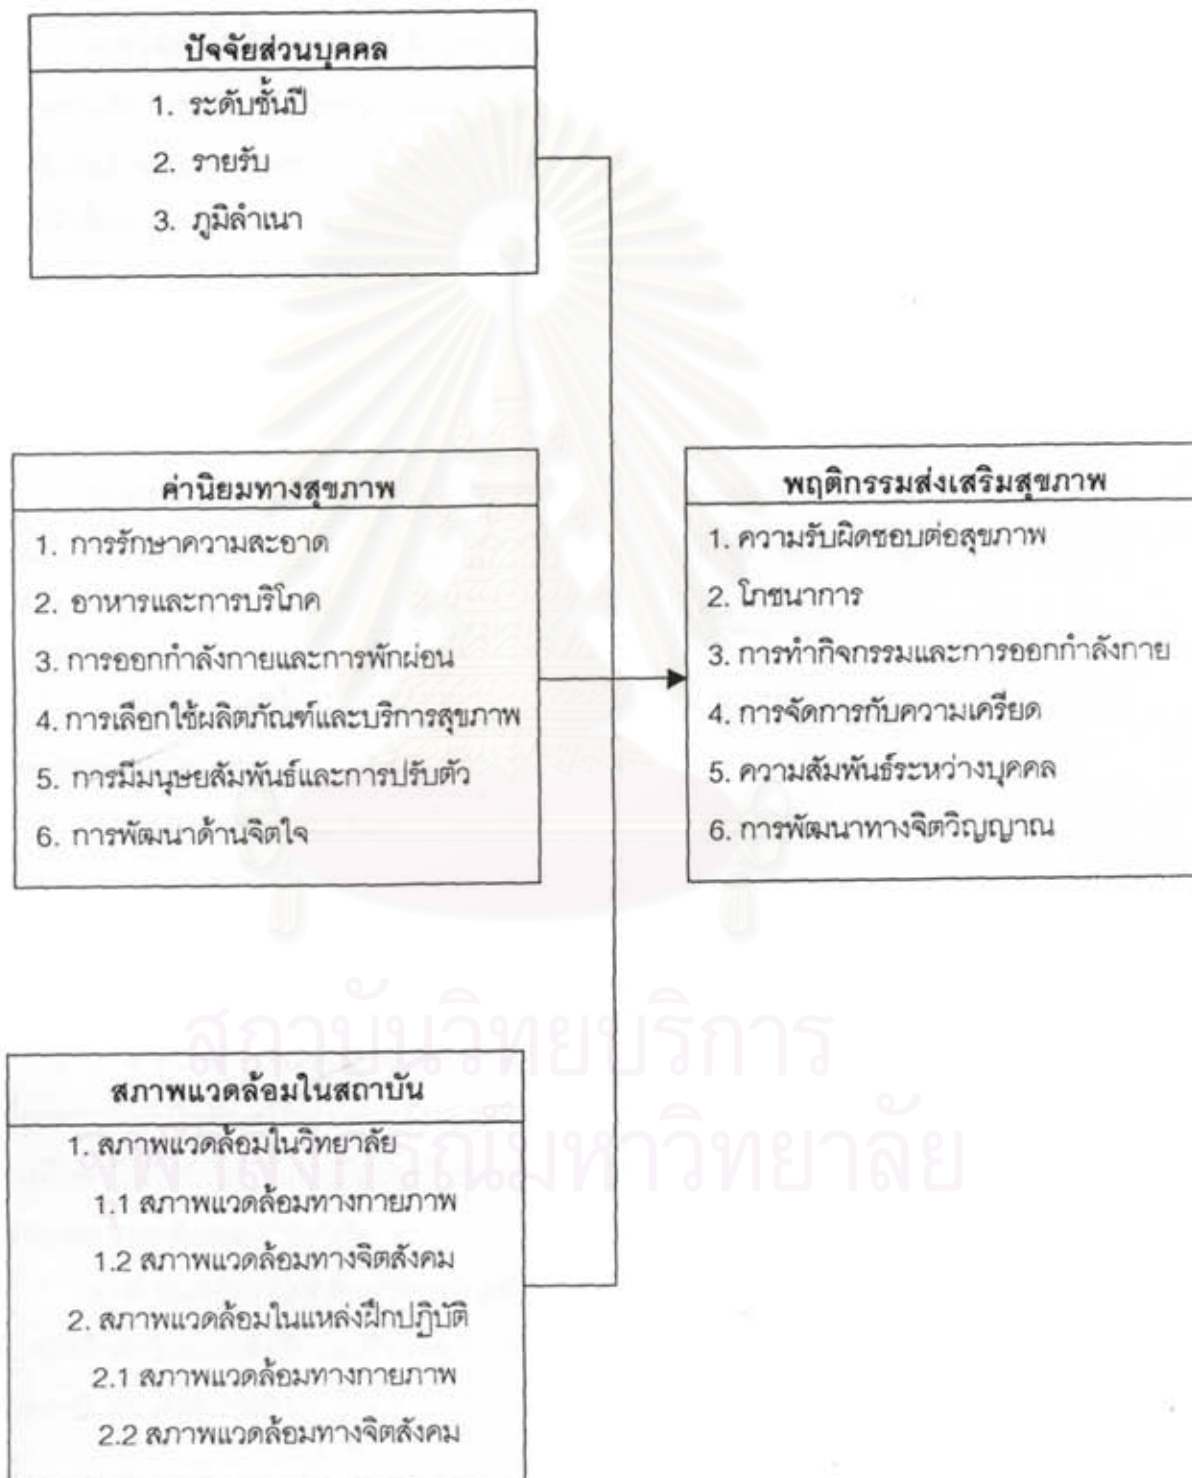 ปัจจัยส่วนบุคคล
1. ระดับชั้นปี
2. รายรับ
3. ภูมิลำเนา
ค่านิยมทางสุขภาพ
1. การรักษาความสะอาด
2. อาหารและการบริโภค
3. การออกกำลังกายและการพักผ่อน
4. การเลือกใช้ผลิตภัณฑ์และบริการสุขภาพ
5. การมีมนุษยสัมพันธ์และการปรับตัว
6. การพัฒนาด้านจิตใจ
พฤติกรรมส่งเสริมสุขภาพ
1. ความรับผิดชอบต่อสุขภาพ
2. โภชนาการ
3. การทำกิจกรรมและการออกกำลังกาย
4. การจัดการกับความเครียด
5. ความสัมพันธ์ระหว่างบุคคล
6. การพัฒนาทางจิตวิญญาณ
สภาพแวดล้อมในสถาบัน
1. สภาพแวดล้อมในวิทยาลัย
1.1 สภาพแวดล้อมทางกายภาพ
1.2 สภาพแวดล้อมทางจิตสังคม
2. สภาพแวดล้อมในแหล่งฝึกปฏิบัติ
2.1 สภาพแวดล้อมทางกายภาพ
2.2 สภาพแวดล้อมทางจิตสังคม
สถาบันวิทยบริการ
จุฬาลงกรณ์มหาวิทยาลัย